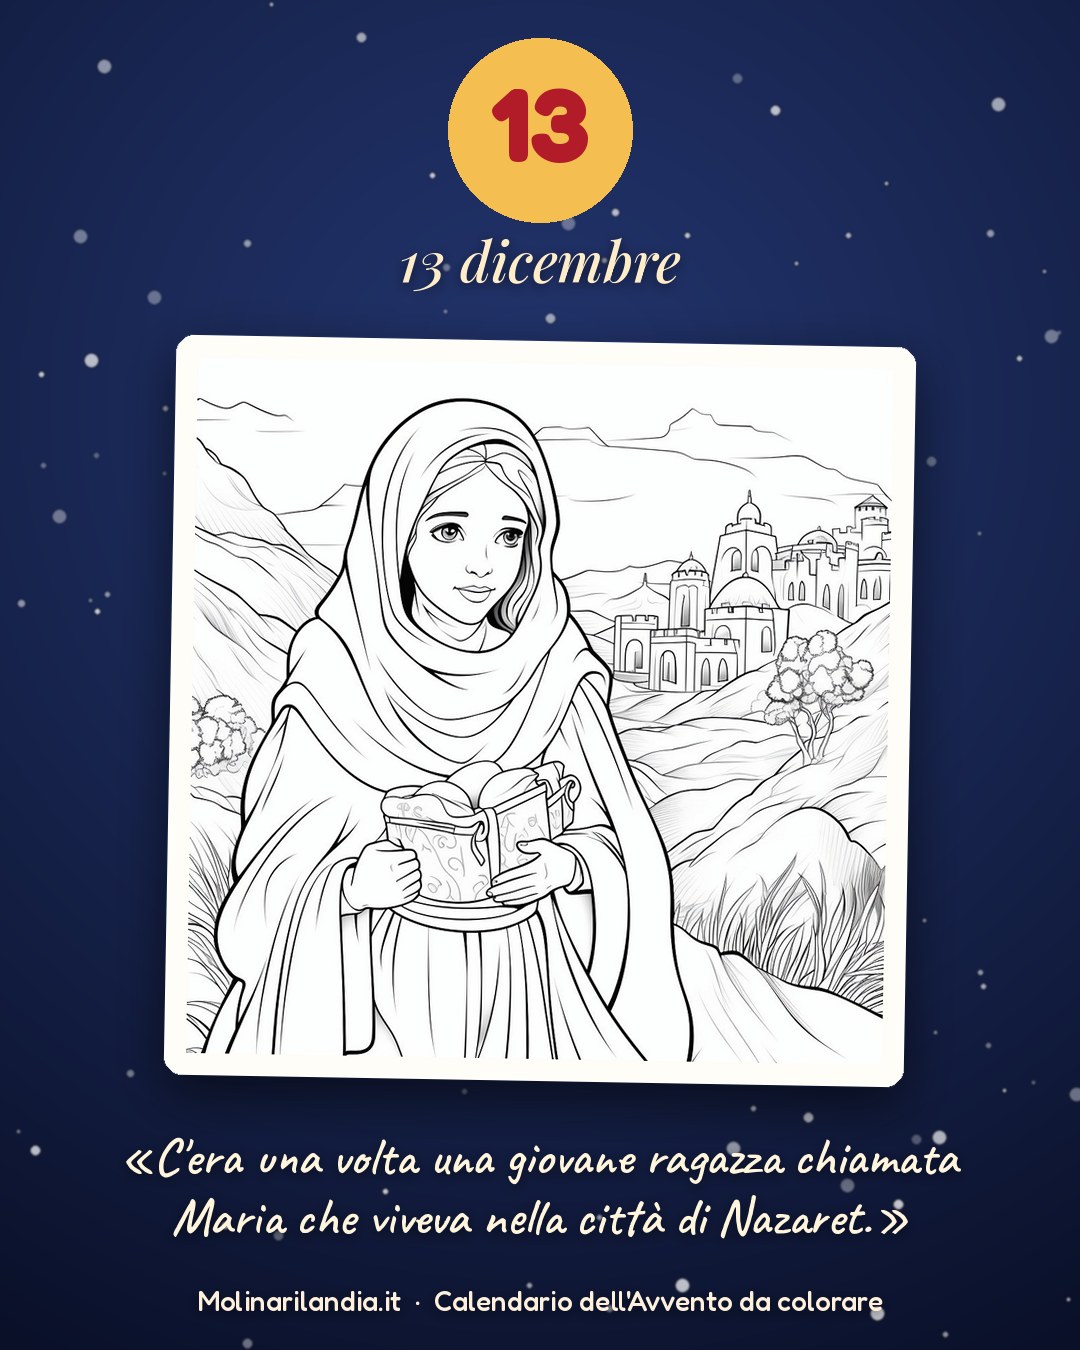 13
13 dicembre
«C'era una volta una giovane ragazza chiamata
Maria che viveva nella città di Nazaret.»
Molinarilandia.it · Calendario dell'Avvento da colorare